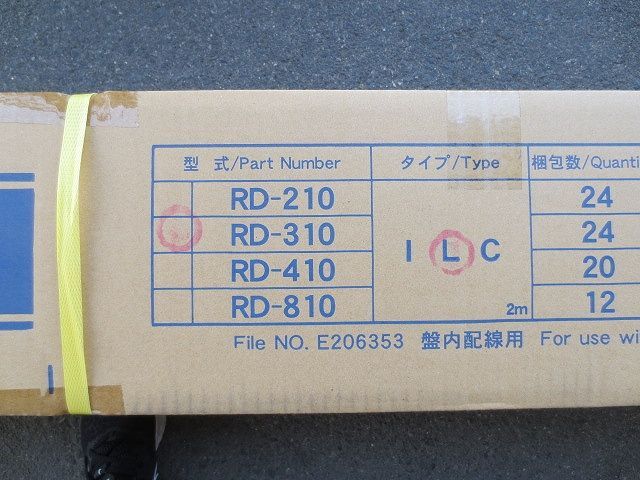 型 式/Part Number タイプ/Type 梱包数/Quanti
RD-210 24
RD-310 I L C 24
RD-410 20
RD-810 2m 12
File NO. E206353 盤内配線用 For use wi